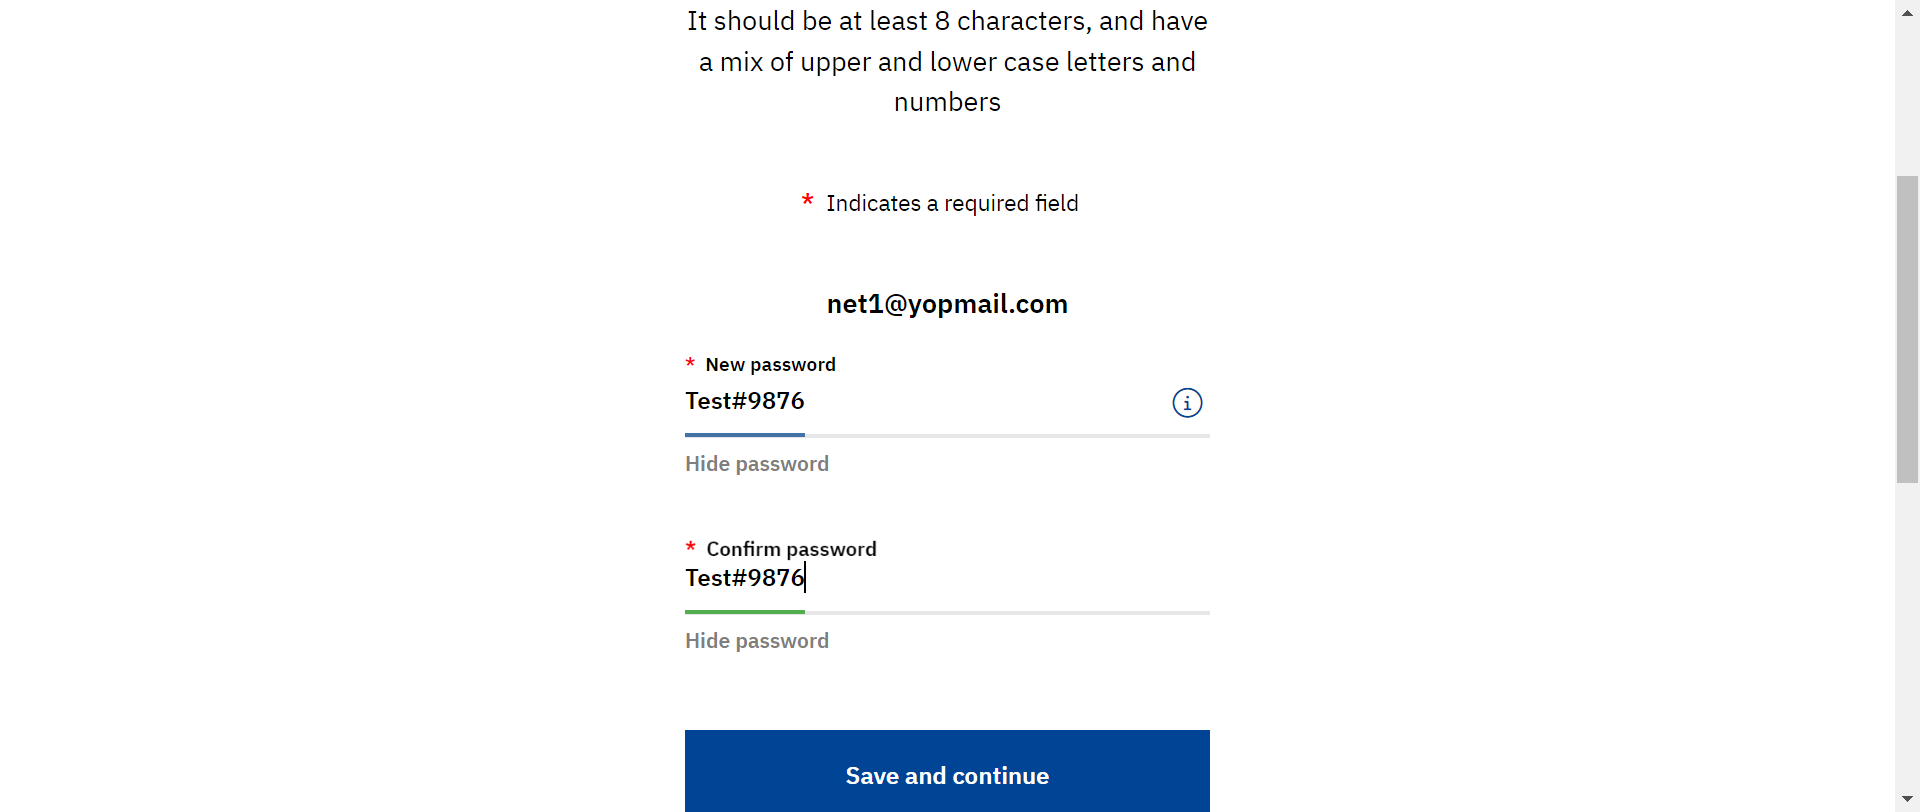 It should be at least 8 characters, and have
a mix of upper and lower case letters and
numbers
* Indicates a required field
net1@yopmail.com
* New password
Test#9876
Hide password
* Confirm password
Test#9876
Hide password
Save and continue